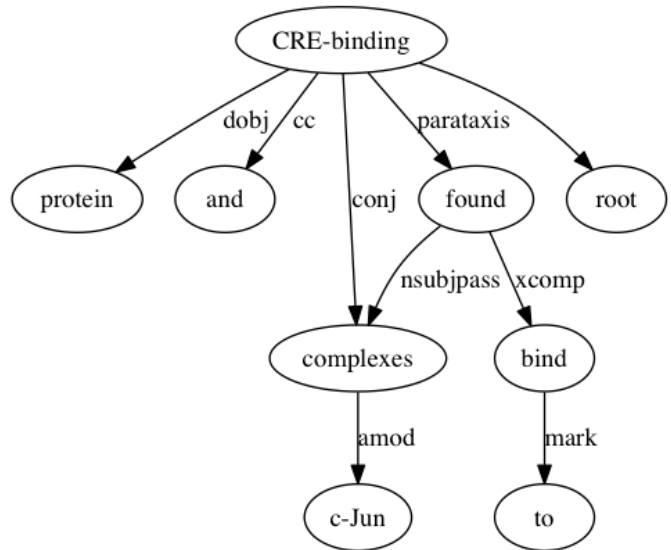 CRE-binding
dobj cc parataxis
protein and conj found root
nsubjpass xcomp
complexes bind
amod mark
c-Jun to